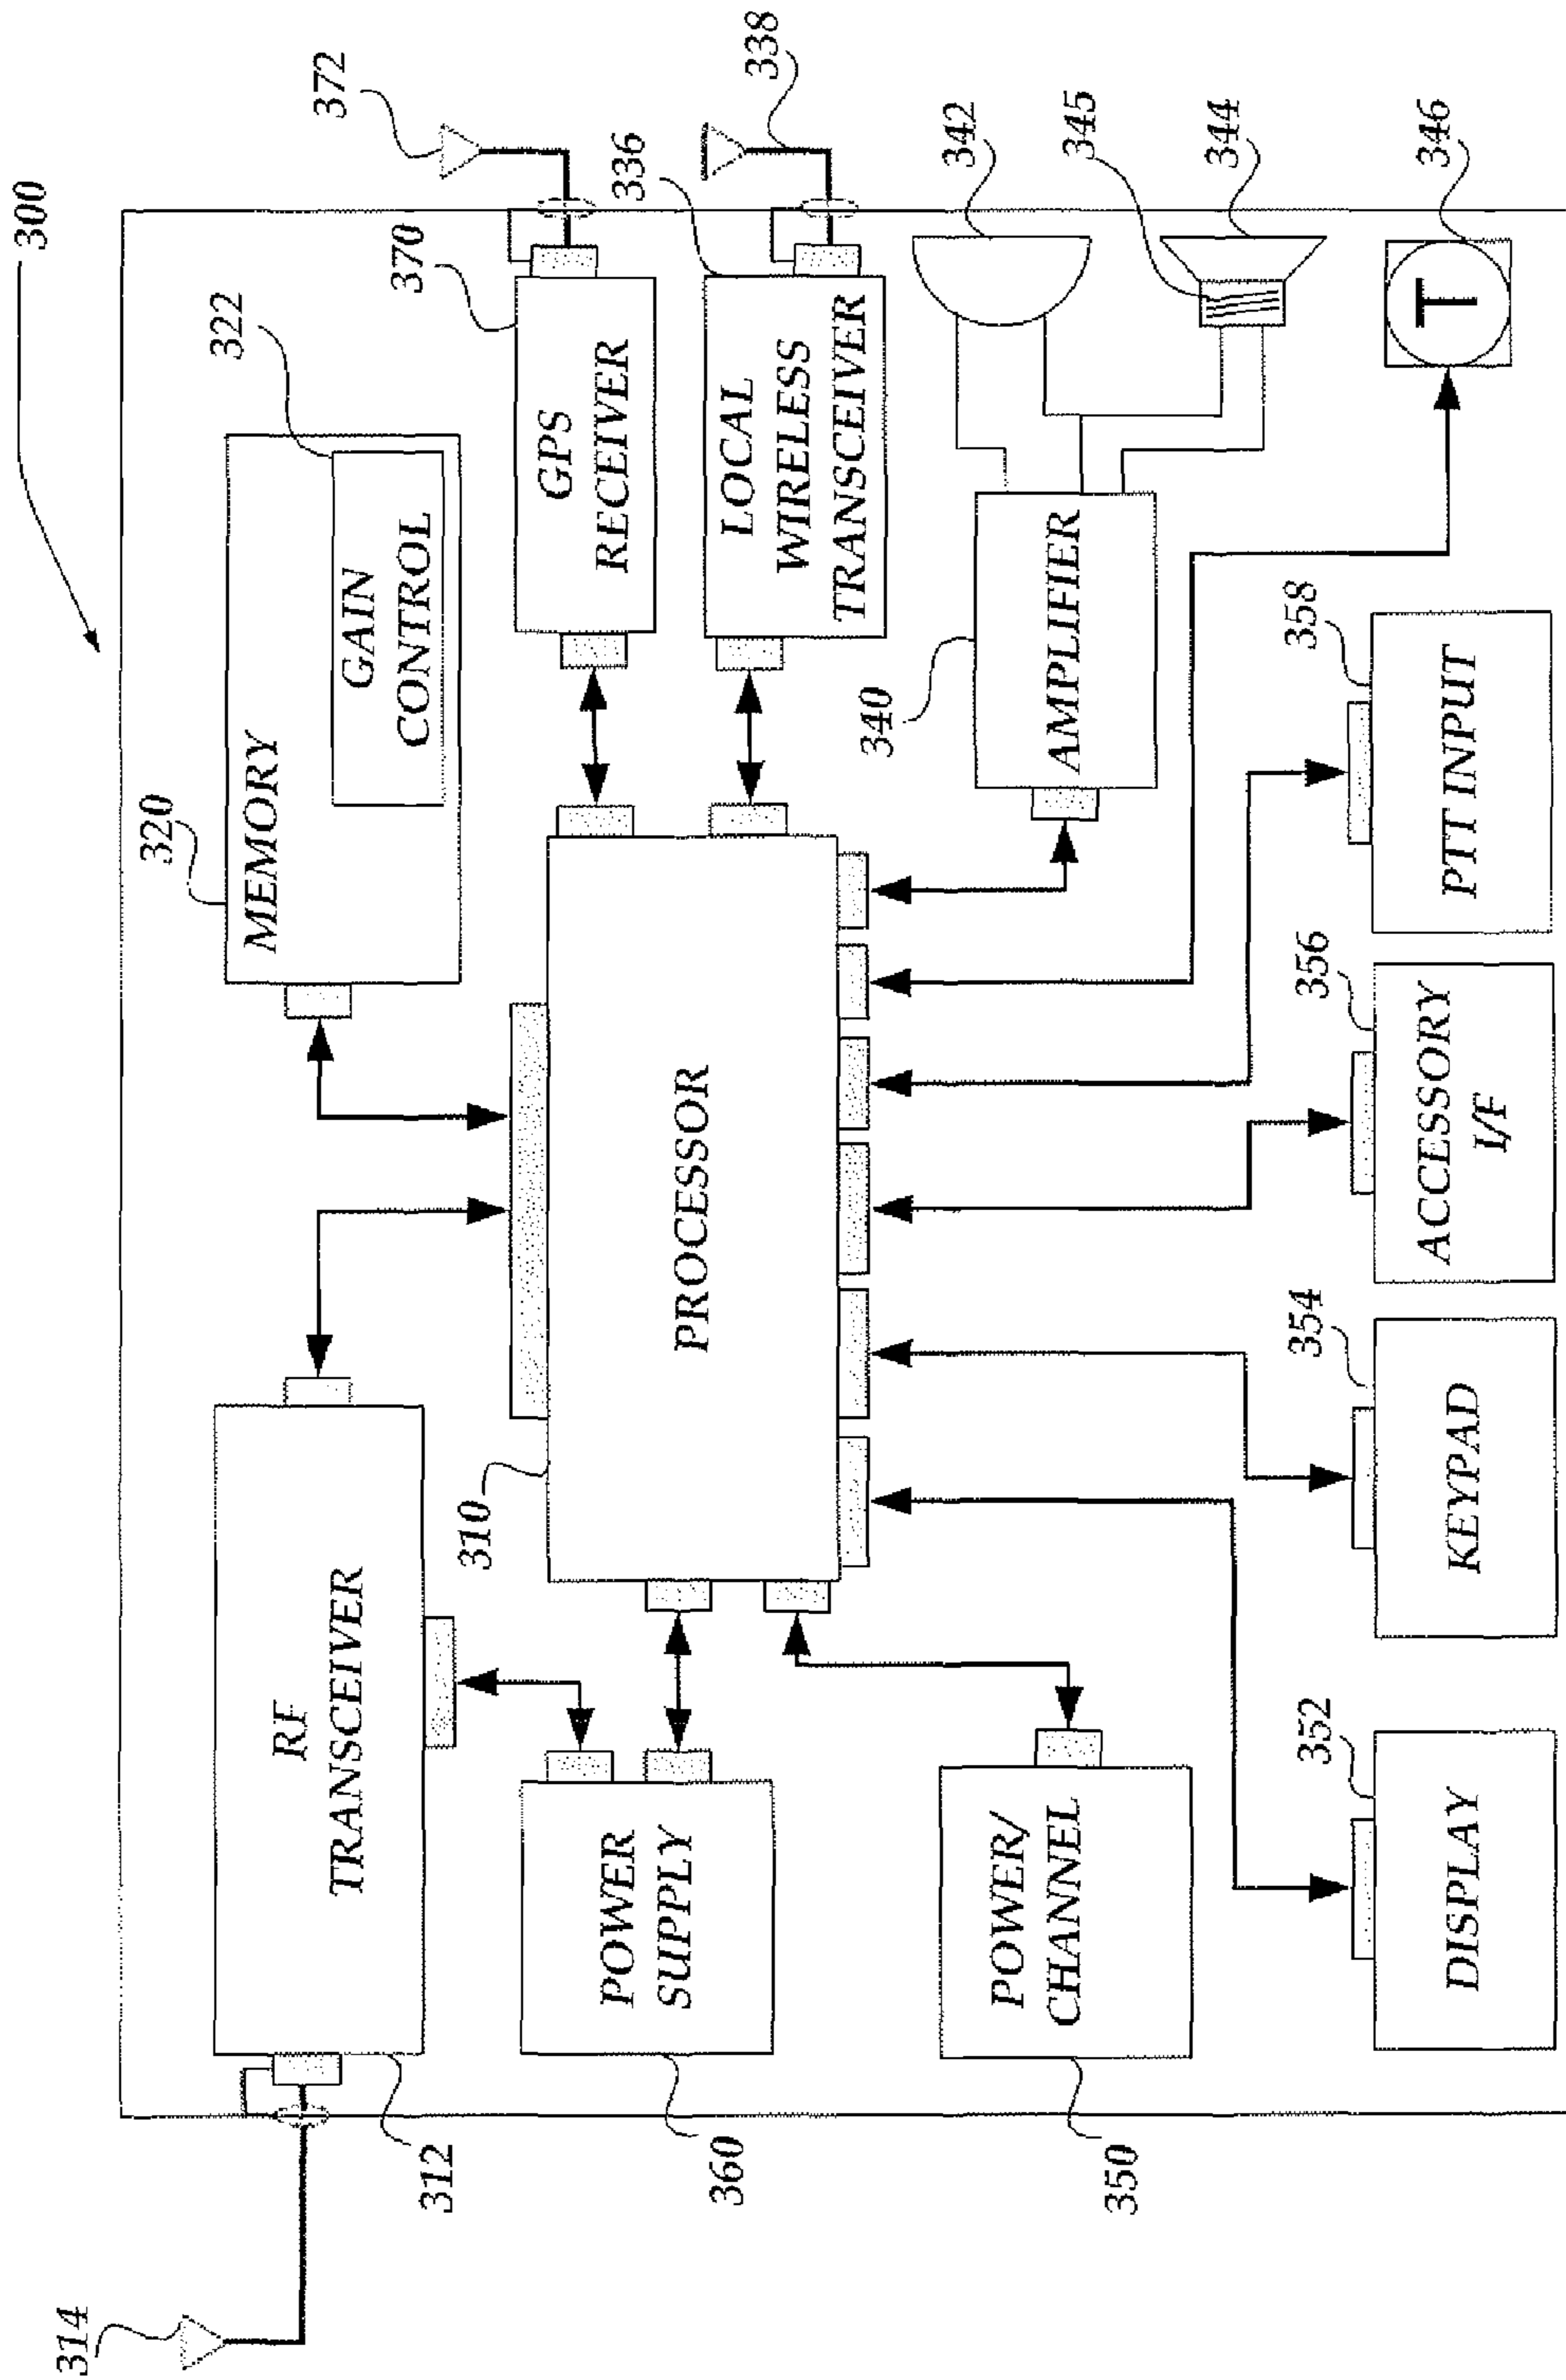 300
314
312
RF
TRANSCEIVER
320
MEMORY
322
GAIN
CONTROL
372
370
GPS
RECEIVER
310
PROCESSOR
360
POWER
SUPPLY
336
338
LOCAL
WIRELESS
TRANSCEIVER
340
AMPLIFIER
342
345
344
350
POWER/
CHANNEL
346
T
352
DISPLAY
354
KEYPAD
356
ACCESSORY
I/F
358
PTT INPUT